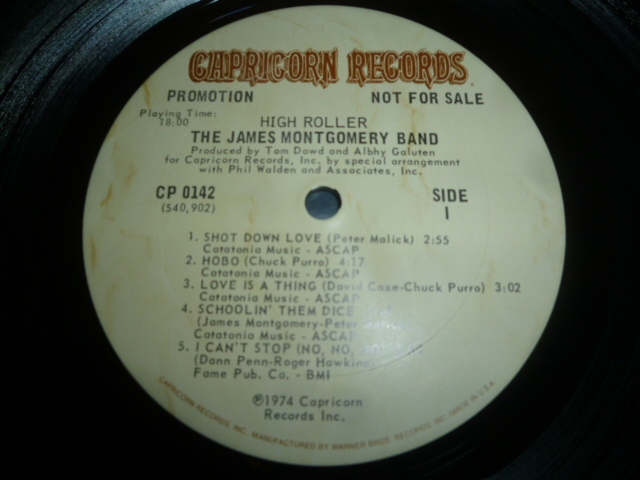 CAPRICORN RECORDS
PROMOTION NOT FOR SALE
Playing Time:
18:00
HIGH ROLLER
THE JAMES MONTGOMERY BAND
Produced by Tom Dowd and Albhy Galuten
for Capricorn Records, Inc. by special arrangement
with Phil Walden and Associates, Inc.
CP 0142
(S40,902)
SIDE
1
1. SHOT DOWN LOVE (Peter Malick) 2:55
Catatonia Music - ASCAP
2. HOBO (Chuck Purro) 4:17
Catatonia Music - ASCAP
3. LOVE IS A THING (David Case-Chuck Purro) 3:02
Catatonia Music - ASCAP
4. SCHOOLIN' THEM DICE
(James Montgomery-Peter
Catatonia Music - ASCAP
5. I CAN'T STOP (NO, NO,
(Dann Penn-Roger Hawkins)
Fame Pub. Co. - BMI
℗1974 Capricorn
Records Inc.
CAPRICORN RECORDS, INC. MANUFACTURED BY WARNER BROS. RECORDS INC. MADE IN U.S.A.